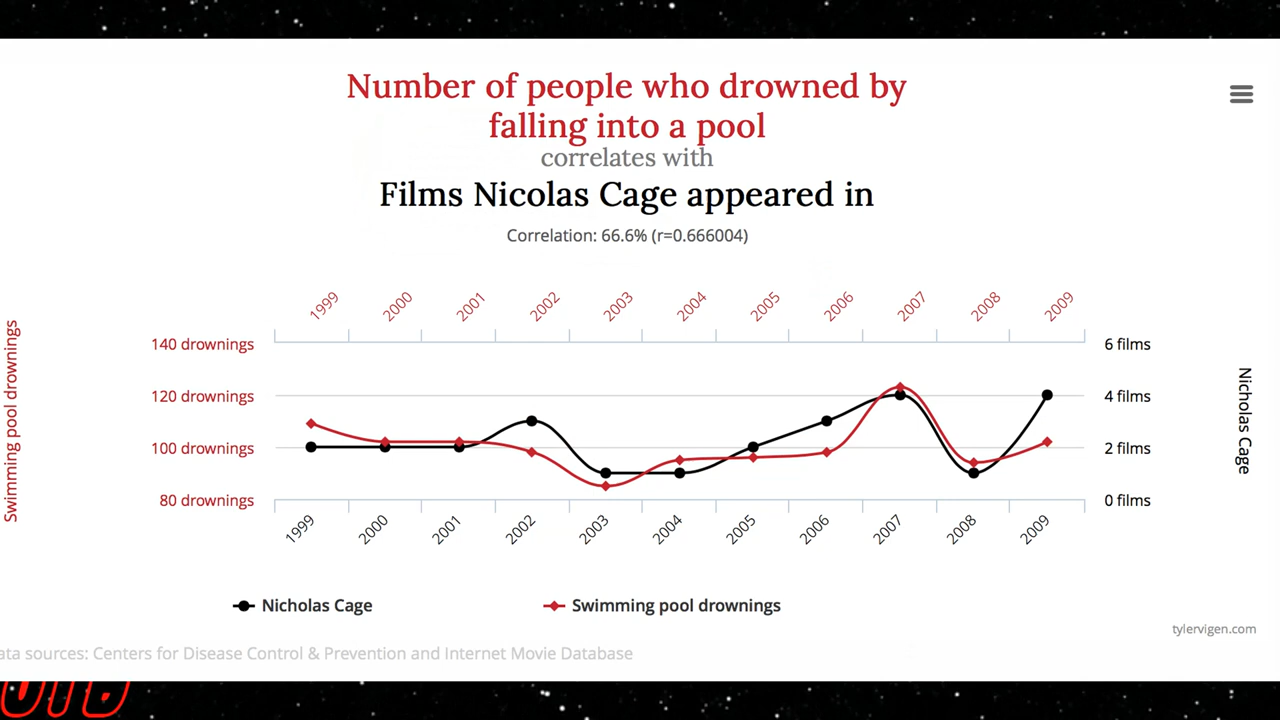 Number of people who drowned by
falling into a pool
correlates with
Films Nicolas Cage appeared in
Correlation: 66.6% (r=0.666004)
1999 2000 2001 2002 2003 2004 2005 2006 2007 2008 2009
Swimming pool drownings
140 drownings 6 films
120 drownings 4 films
100 drownings 2 films
80 drownings 0 films
Nicholas Cage
1999 2000 2001 2002 2003 2004 2005 2006 2007 2008 2009
Nicholas Cage Swimming pool drownings
tylervigen.com
ata sources: Centers for Disease Control & Prevention and Internet Movie Database